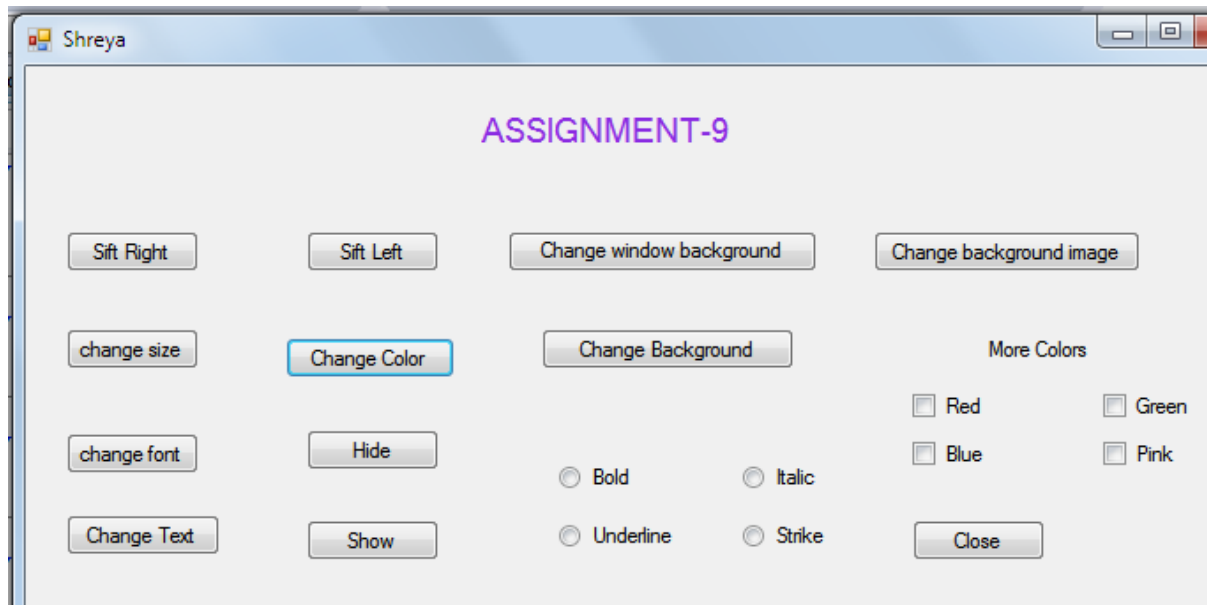 Shreya
ASSIGNMENT-9
Sift Right
Sift Left
Change window background
Change background image
change size
Change Color
Change Background
More Colors
Red
Green
change font
Hide
Blue
Pink
Bold
Italic
Change Text
Show
Underline
Strike
Close